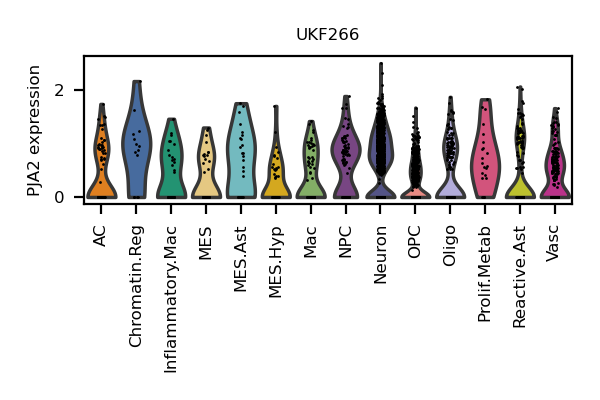 UKF266
PJA2 expression
2
0
AC
Chromatin.Reg
Inflammatory.Mac
MES
MES.Ast
MES.Hyp
Mac
NPC
Neuron
OPC
Oligo
Prolif.Metab
Reactive.Ast
Vasc